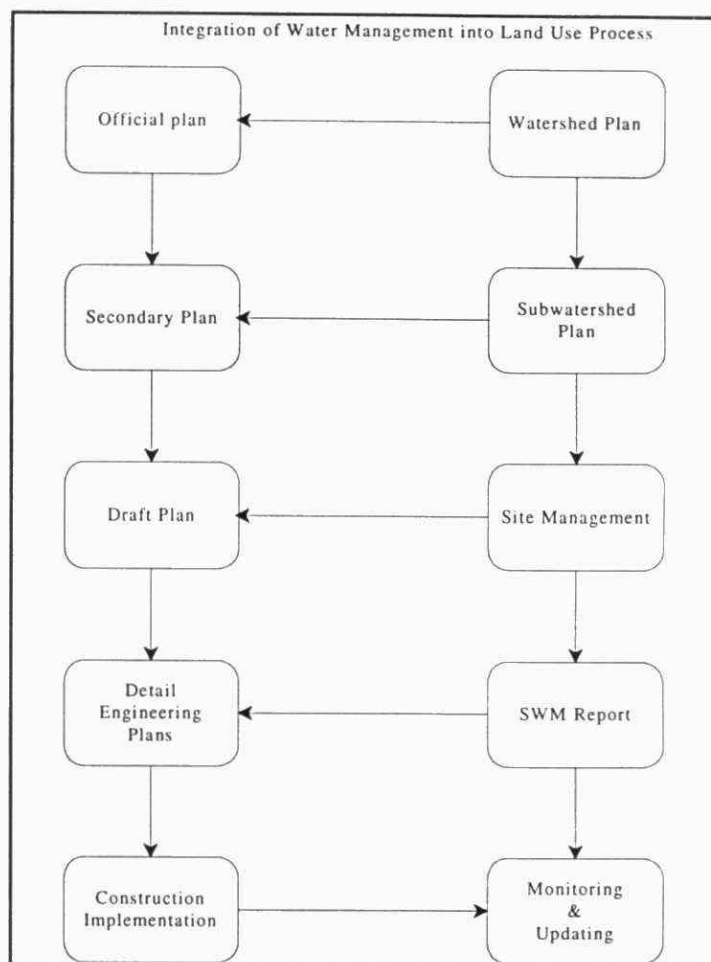 Integration of Water Management into Land Use Process
Official plan
Watershed Plan
Secondary Plan
Subwatershed
Plan
Draft Plan
Site Management
Detail
Engineering
Plans
SWM Report
Construction
Implementation
Monitoring
&
Updating